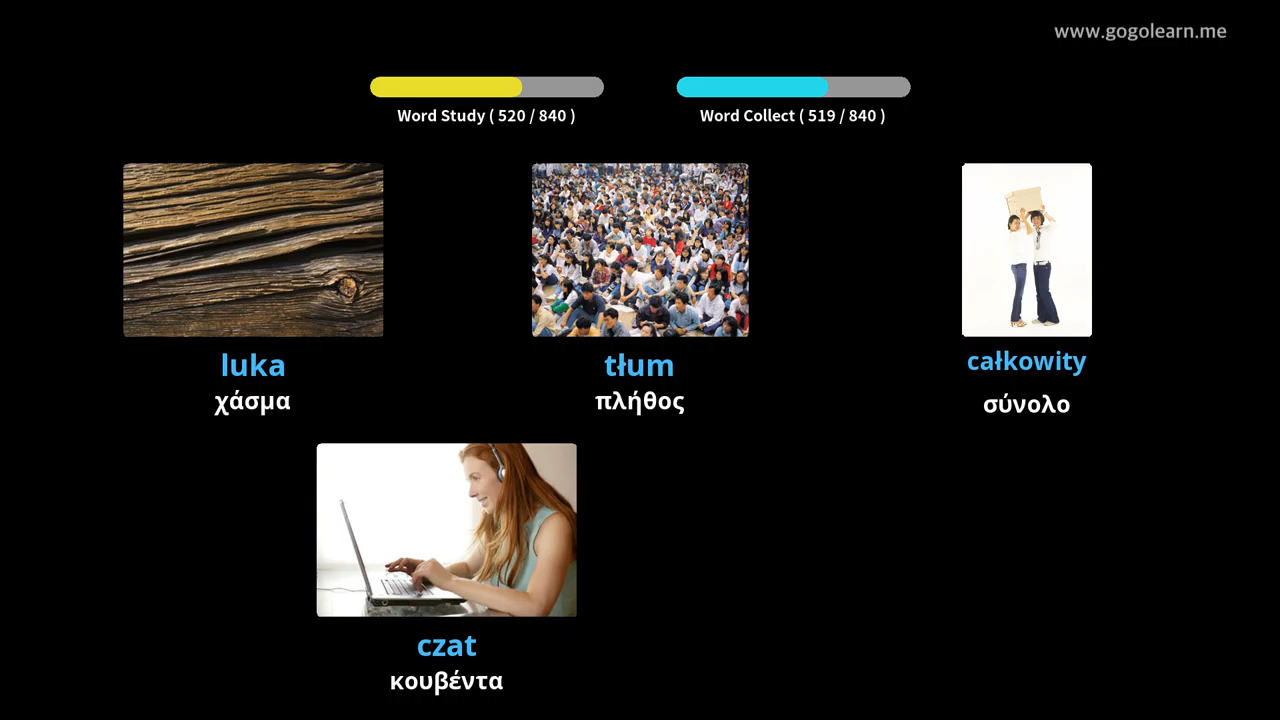 www.gogolearn.me
Word Study ( 520 / 840 )
Word Collect ( 519 / 840 )
luka
χάσμα
tłum
πλήθος
całkowity
σύνολο
czat
κουβέντα